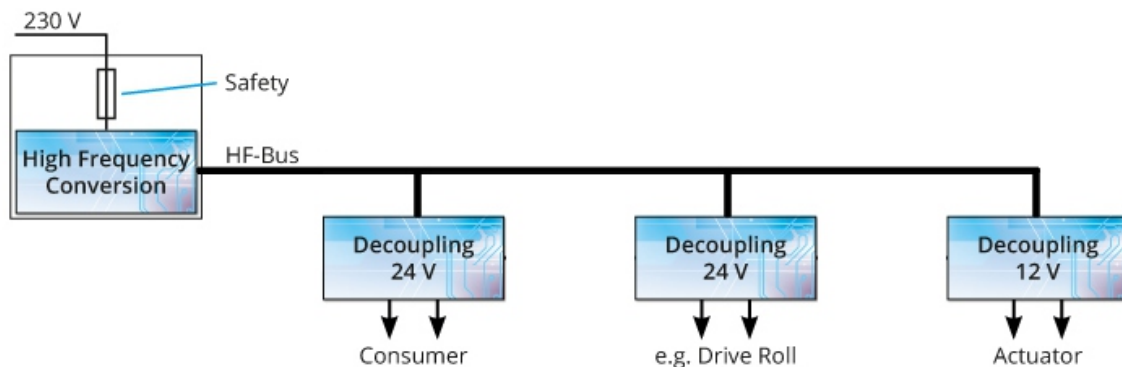 230 V
Safety
High Frequency
Conversion
HF-Bus
Decoupling
24 V
Decoupling
24 V
Decoupling
12 V
Consumer
e.g. Drive Roll
Actuator